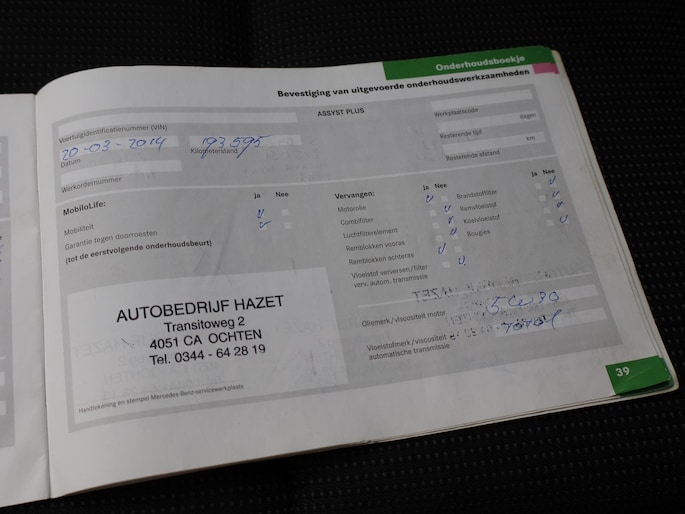 Onderhoudsboekje
Bevestiging van uitgevoerde onderhoudswerkzaamheden
ASSYST PLUS
Voertuigidentificatienummer (VIN)
20-03-2014
193595
Datum
Kilometerstand
Werkordernummer
Werkplaatscode
dagen
Resterende tijd
km
Resterende afstand
MobiloLife:
Ja Nee
Mobiliteit
Garantie tegen doorroesten
(tot de eerstvolgende onderhoudsbeurt)
Vervangen:
Ja Nee
Motorolie
Combifilter
Luchtfilterelement
Remblokken vooras
Remblokken achteras
Vloeistof verversen/filter
verv. autom. transmissie
Ja Nee
Brandstoffilter
Remvloeistof
Koelvloeistof
Bougies
Oliemerk/viscositeit motor
Vloeistofmerk/viscositeit
automatische transmissie
AUTOBEDRIJF HAZET
Transitoweg 2
4051 CA OCHTEN
Tel. 0344 - 64 28 19
Handtekening en stempel Mercedes-Benz-servicewerkplaats
39